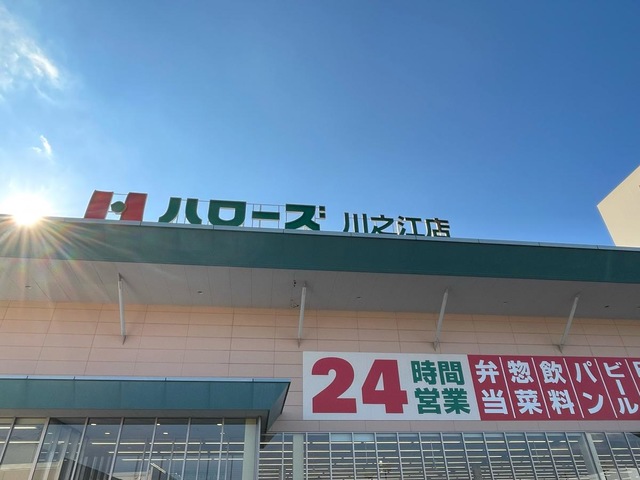 ハローズ 川之江店
24時間営業 弁当 惣菜 飲料 パン ビール